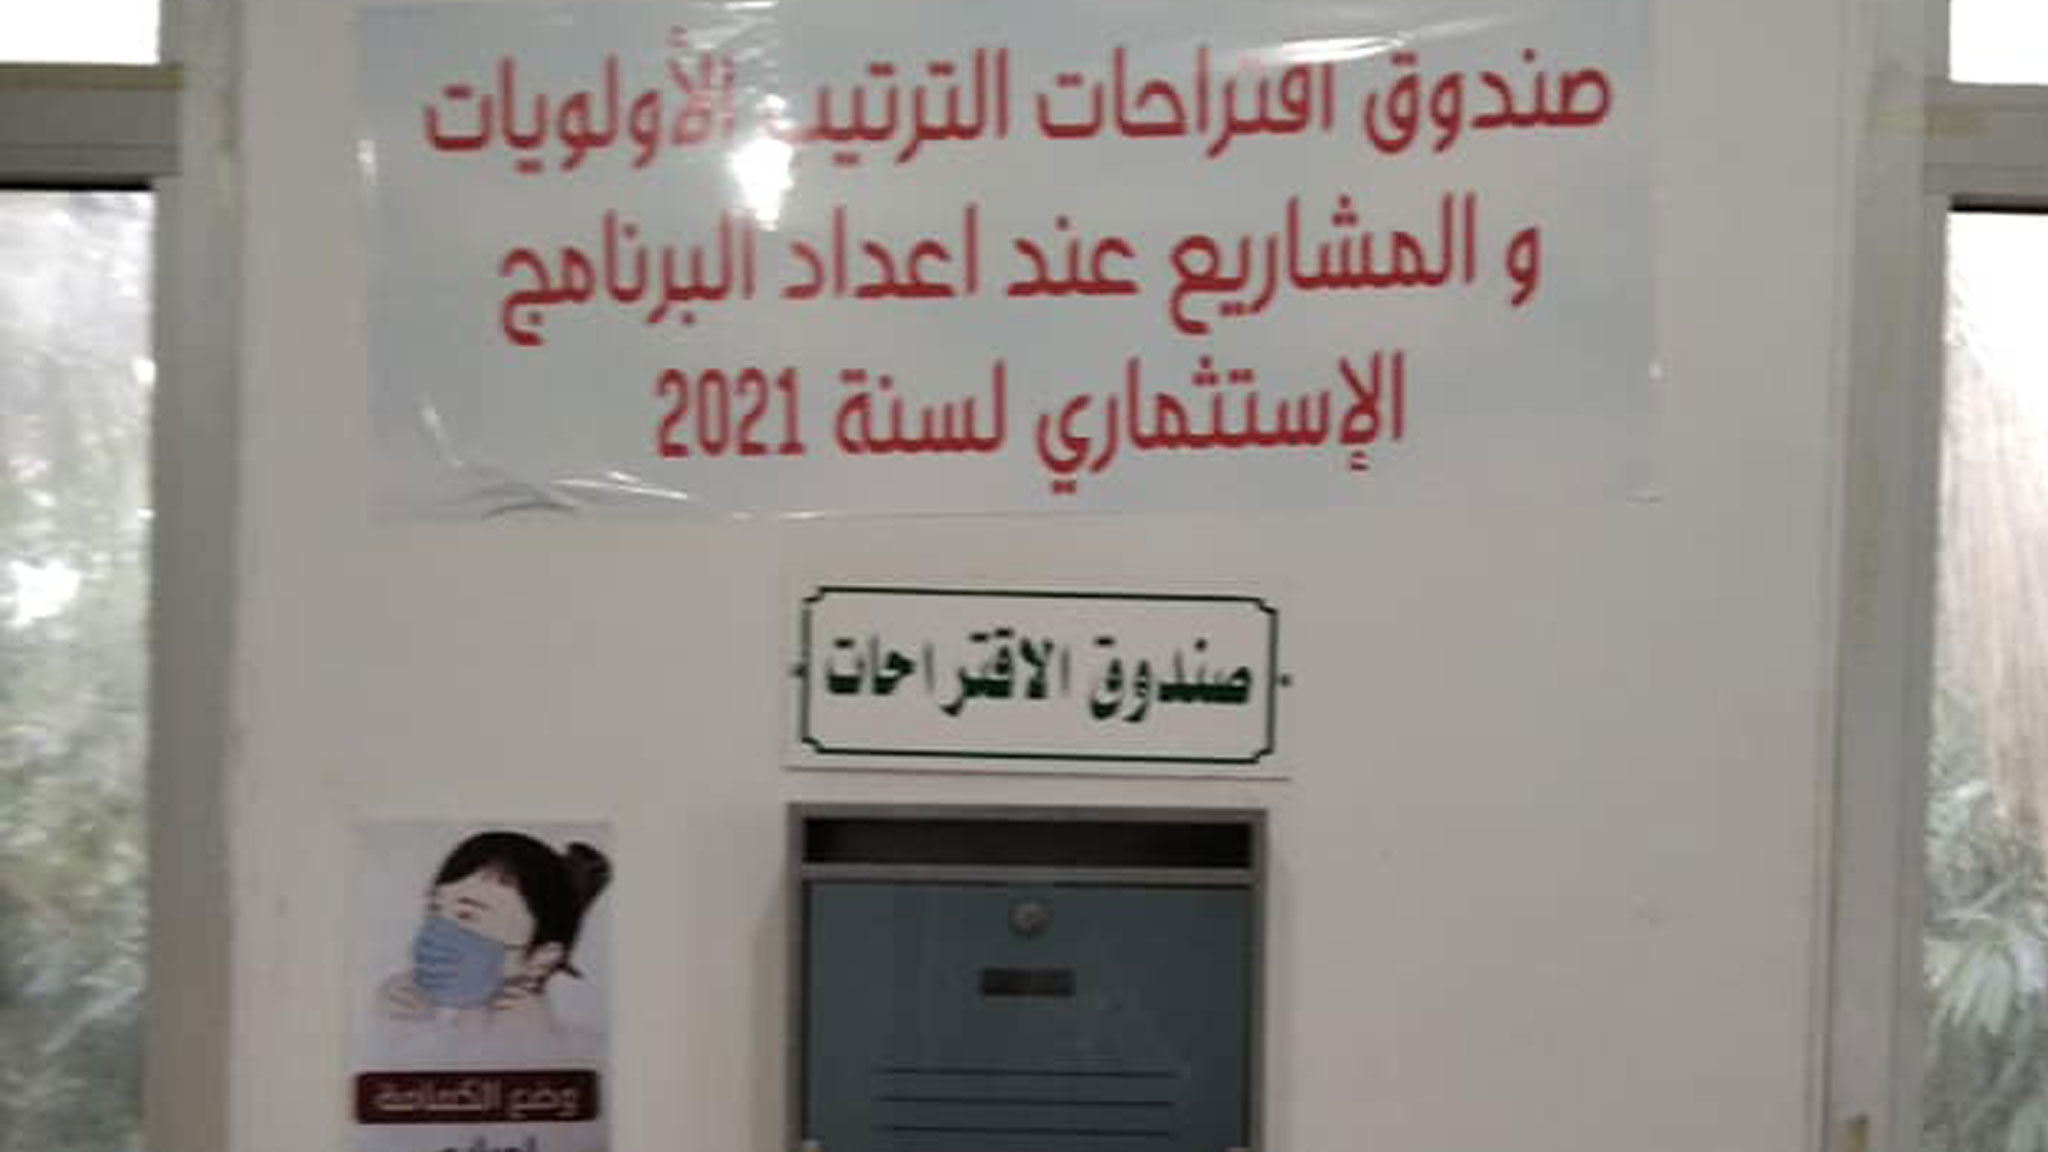 صندوق اقتراحات الترتيب الأولويات
و المشاريع عند اعداد البرنامج
الإستثماري لسنة 2021
صندوق الاقتراحات
وضع الكمامة